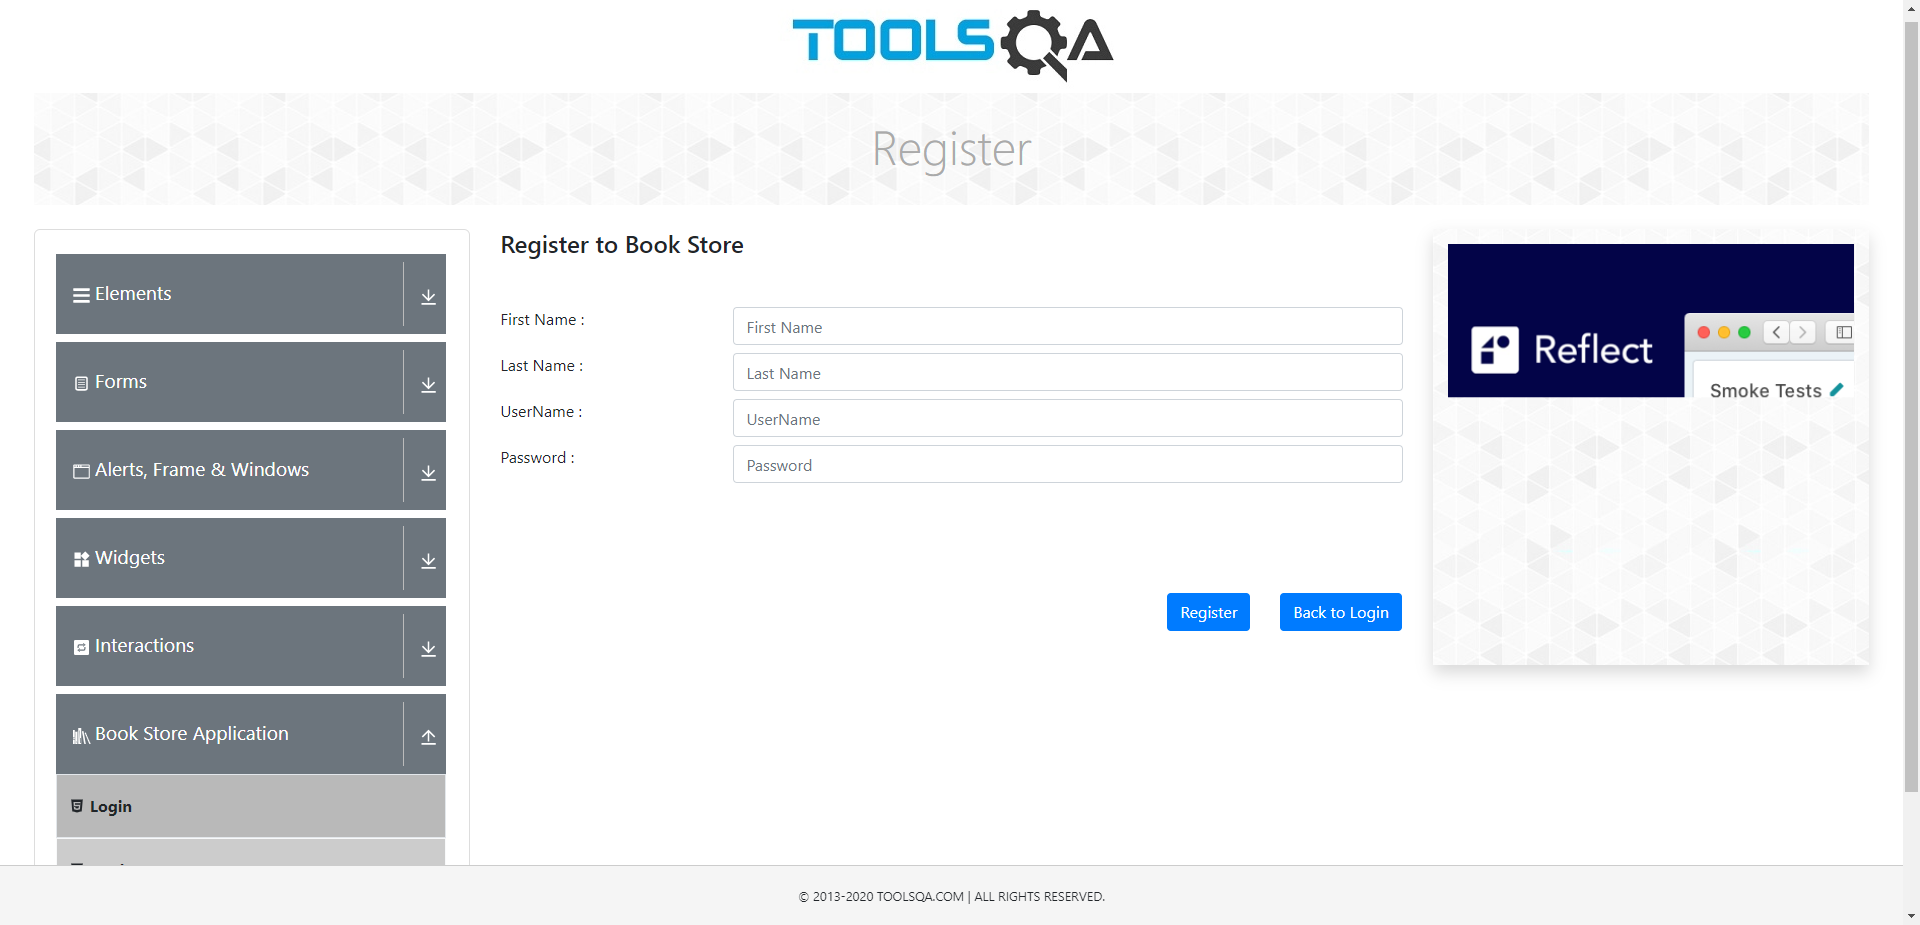 TOOLSQA
Register
Elements
Forms
Alerts, Frame & Windows
Widgets
Interactions
Book Store Application
Login
Register to Book Store
First Name :
First Name
Last Name :
Last Name
UserName :
UserName
Password :
Password
Register
Back to Login
Reflect
Smoke Tests
© 2013-2020 TOOLSQA.COM | ALL RIGHTS RESERVED.